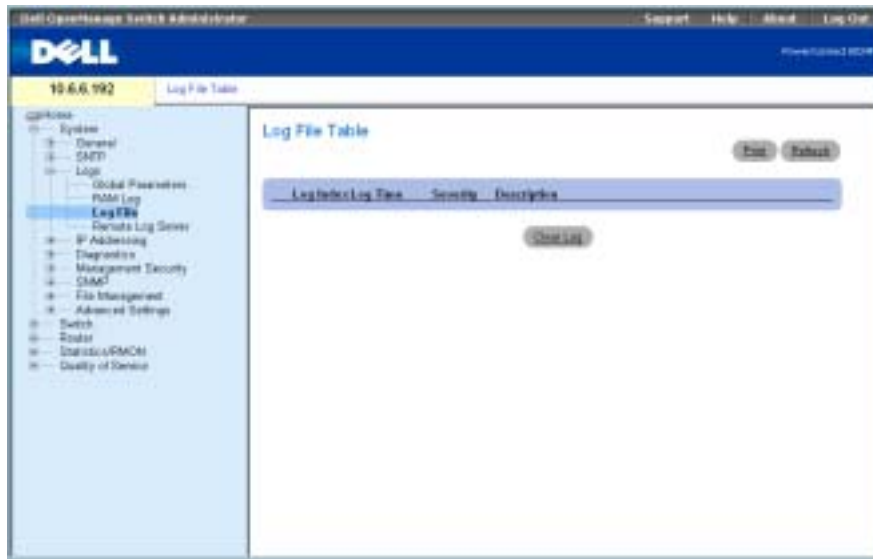 Dell OpenManage Switch Administrator
Support Help About Log Out
DELL
10.6.6.192
Log File Table
Home
System
General
SNTP
Logs
Global Parameters
RAM Log
Log File
Remote Log Server
IP Addressing
Diagnostics
Management Security
SNMP
File Management
Advanced Settings
Switch
Router
Statistics/RMON
Quality of Service
Log File Table
Print Refresh
Log Index Log Time Severity Description
Clear Log